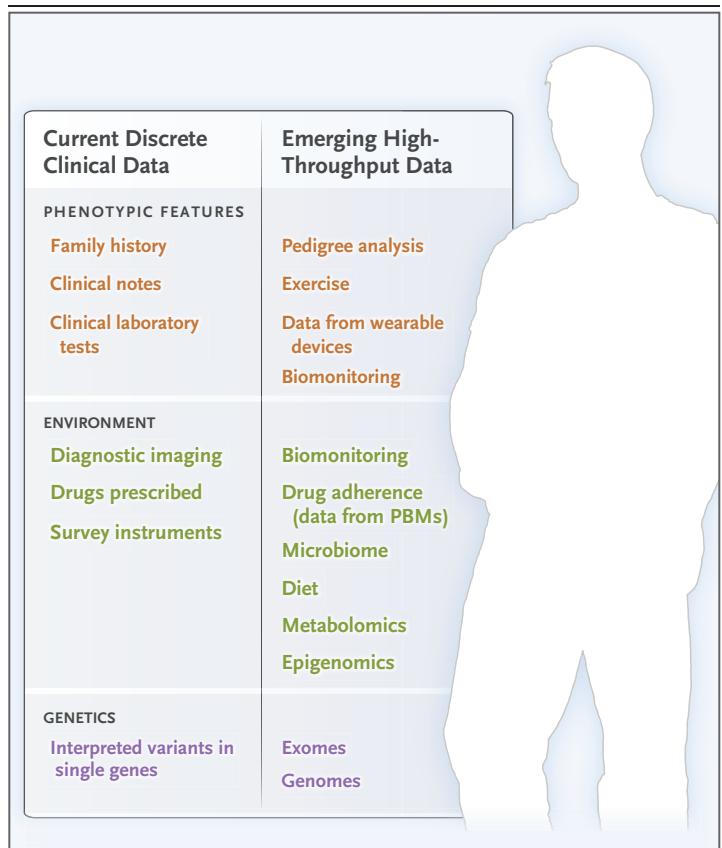 Current Discrete
Clinical Data
Emerging High-
Throughput Data
PHENOTYPIC FEATURES
Family history
Pedigree analysis
Clinical notes
Exercise
Clinical laboratory
tests
Data from wearable
devices
Biomonitoring
ENVIRONMENT
Diagnostic imaging
Biomonitoring
Drugs prescribed
Drug adherence
(data from PBMs)
Survey instruments
Microbiome
Diet
Metabolomics
Epigenomics
GENETICS
Interpreted variants in
single genes
Exomes
Genomes